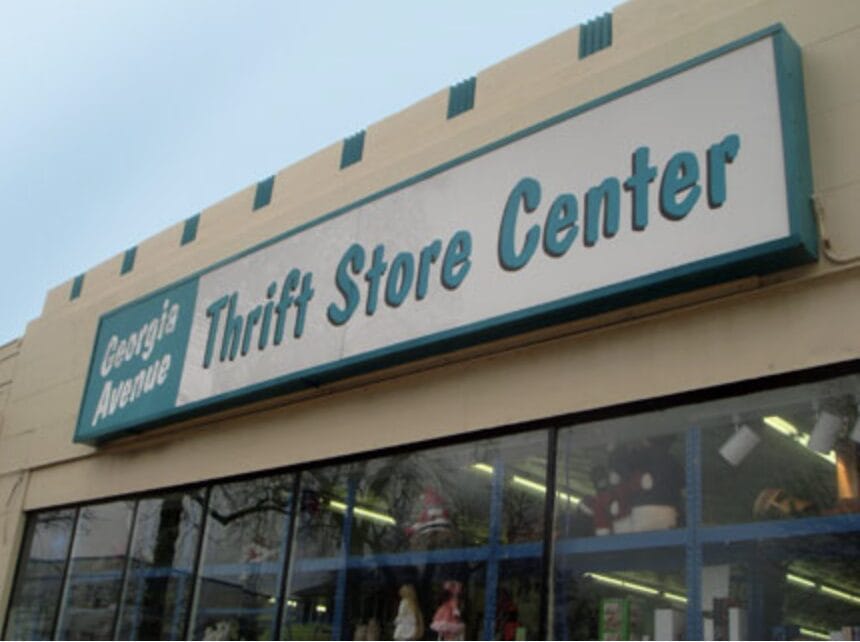 Georgia
Avenue
Thrift Store Center